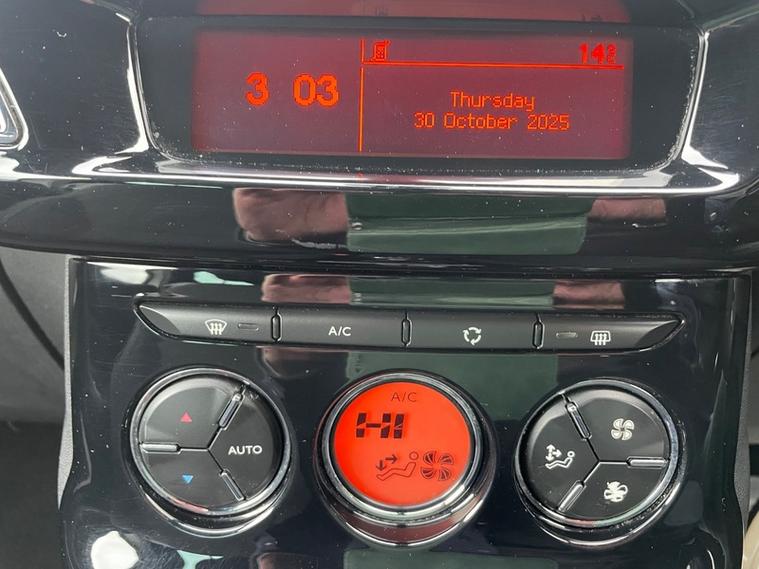 3 03
14°C
Thursday
30 October 2025
A/C
A/C
HI
AUTO